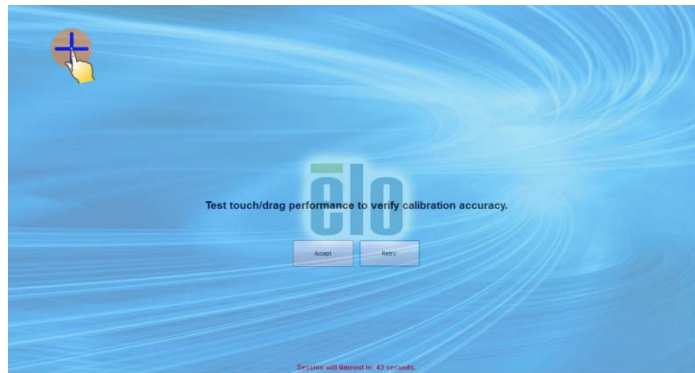 elo
Test touch/drag performance to verify calibration accuracy.
Accept Retry
Session will timeout in: 43 seconds.